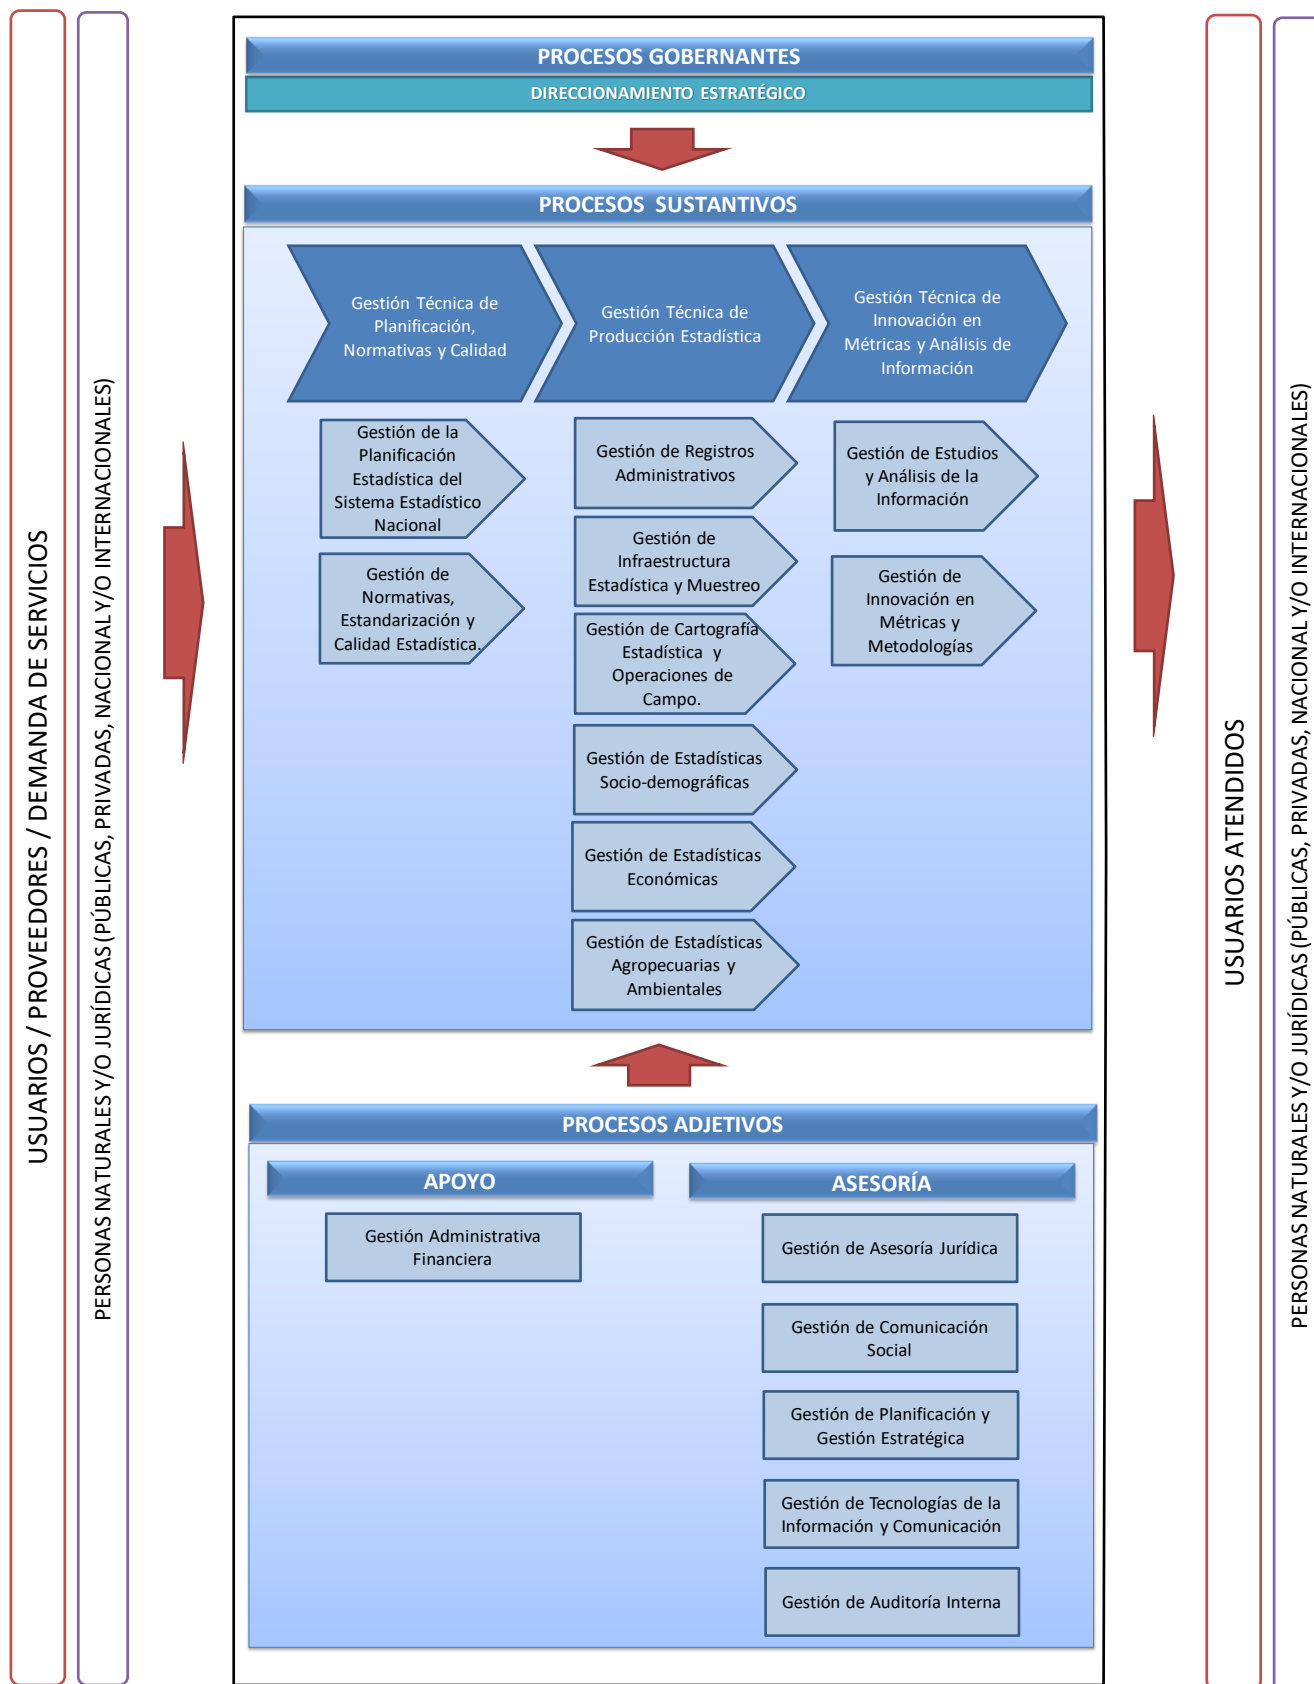 USUARIOS / PROVEEDORES / DEMANDA DE SERVICIOS
PERSONAS NATURALES Y/O JURÍDICAS (PÚBLICAS, PRIVADAS, NACIONAL Y/O INTERNACIONALES)
PROCESOS GOBERNANTES
DIRECCIONAMIENTO ESTRATÉGICO
PROCESOS SUSTANTIVOS
Gestión Técnica de
Planificación,
Normativas y Calidad
Gestión de la
Planificación
Estadística del
Sistema Estadístico
Nacional
Gestión de
Normativas,
Estandarización y
Calidad Estadística.
Gestión Técnica de
Producción Estadística
Gestión de Registros
Administrativos
Gestión de
Infraestructura
Estadística y Muestreo
Gestión de Cartografía
Estadística y
Operaciones de
Campo.
Gestión de Estadísticas
Socio-demográficas
Gestión de Estadísticas
Económicas
Gestión de Estadísticas
Agropecuarias y
Ambientales
Gestión Técnica de
Innovación en
Métricas y Análisis de
Información
Gestión de Estudios
y Análisis de la
Información
Gestión de
Innovación en
Métricas y
Metodologías
PROCESOS ADJETIVOS
APOYO
Gestión Administrativa
Financiera
ASESORÍA
Gestión de Asesoría Jurídica
Gestión de Comunicación
Social
Gestión de Planificación y
Gestión Estratégica
Gestión de Tecnologías de la
Información y Comunicación
Gestión de Auditoría Interna
USUARIOS ATENDIDOS
PERSONAS NATURALES Y/O JURÍDICAS (PÚBLICAS, PRIVADAS, NACIONAL Y/O INTERNACIONALES)